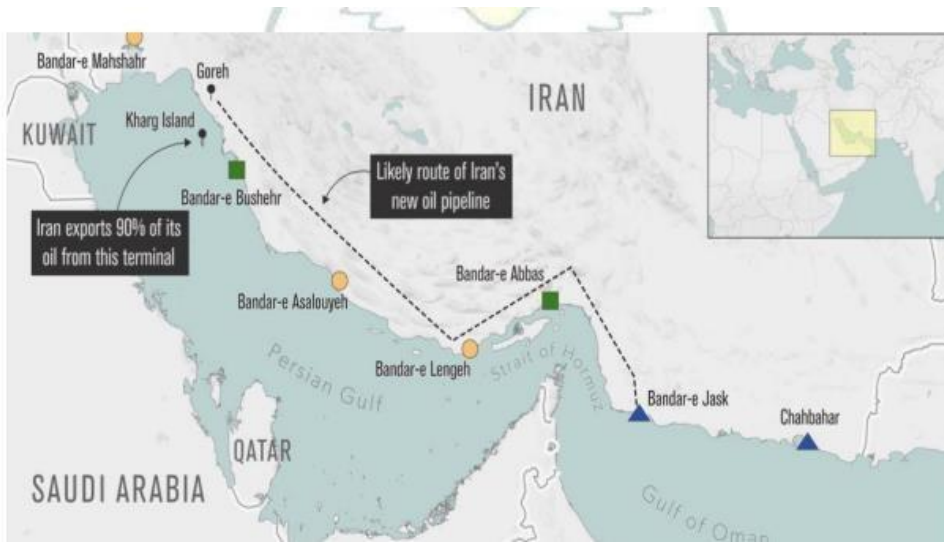 Bandar-e Mahshahr
Goreh
IRAN
KUWAIT
Kharg Island
Likely route of Iran's
new oil pipeline
Bandar-e Bushehr
Iran exports 90% of its
oil from this terminal
Bandar-e Abbas
Bandar-e Asalouyeh
Bandar-e Lengeh
Strait of Hormuz
Persian Gulf
Bandar-e Jask
Chahbahar
QATAR
SAUDI ARABIA
Gulf of Oman